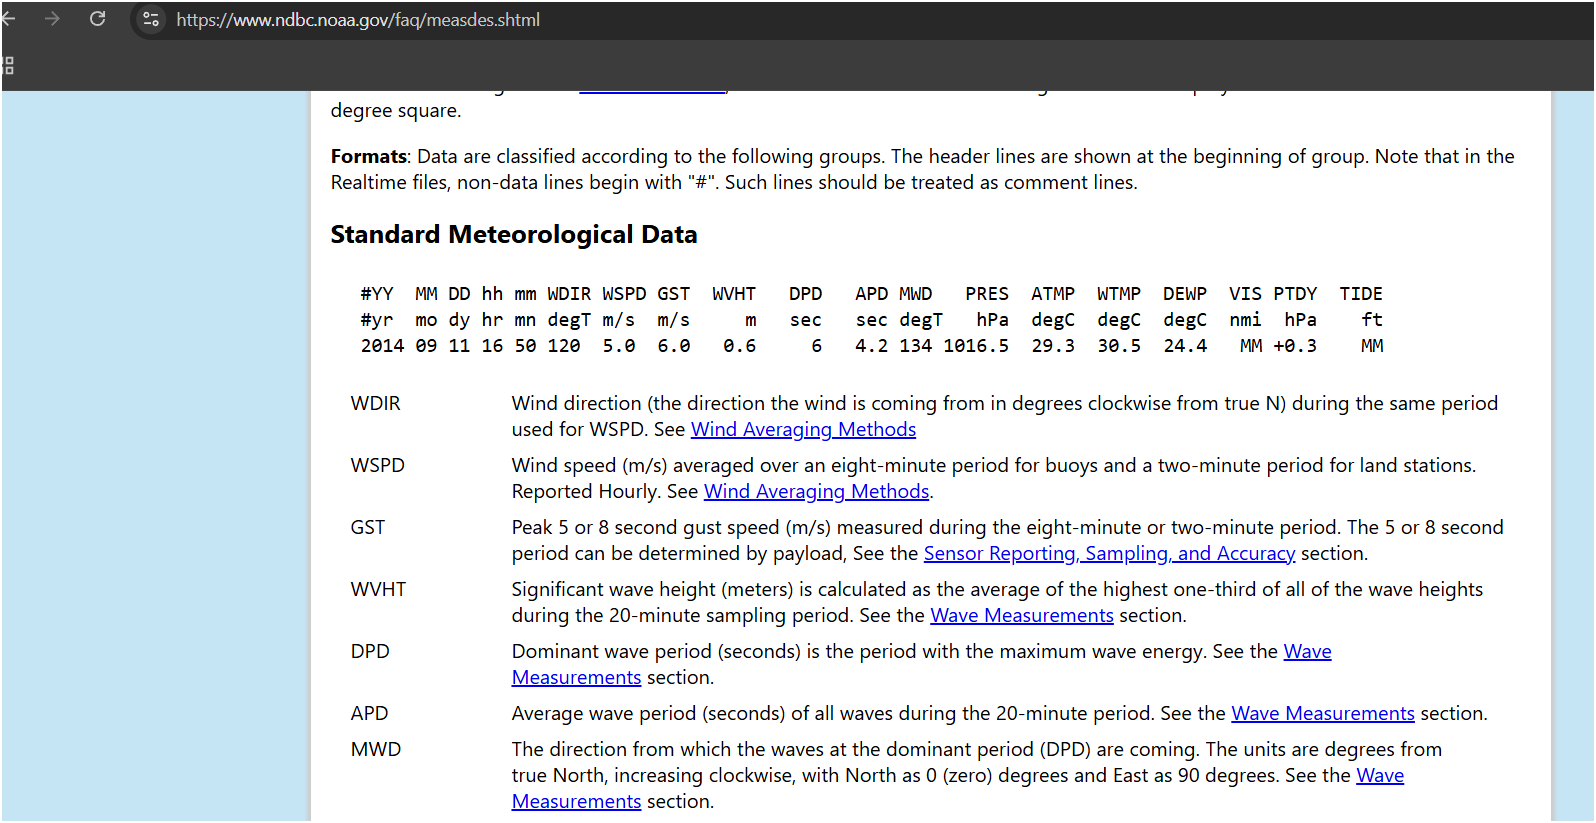 https://www.ndbc.noaa.gov/faq/measdes.shtml
degree square.
Formats: Data are classified according to the following groups. The header lines are shown at the beginning of group. Note that in the
Realtime files, non-data lines begin with "#". Such lines should be treated as comment lines.
Standard Meteorological Data
#YY MM DD hh mm WDIR WSPD GST WVHT DPD APD MWD PRES ATMP WTMP DEWP VIS PTDY TIDE
#yr mo dy hr mn degT m/s m/s m sec sec degT hPa degC degC degC nmi hPa ft
2014 09 11 16 50 120 5.0 6.0 0.6 6 4.2 134 1016.5 29.3 30.5 24.4 MM +0.3 MM
WDIR Wind direction (the direction the wind is coming from in degrees clockwise from true N) during the same period
used for WSPD. See Wind Averaging Methods
WSPD Wind speed (m/s) averaged over an eight-minute period for buoys and a two-minute period for land stations.
Reported Hourly. See Wind Averaging Methods.
GST Peak 5 or 8 second gust speed (m/s) measured during the eight-minute or two-minute period. The 5 or 8 second
period can be determined by payload, See the Sensor Reporting, Sampling, and Accuracy section.
WVHT Significant wave height (meters) is calculated as the average of the highest one-third of all of the wave heights
during the 20-minute sampling period. See the Wave Measurements section.
DPD Dominant wave period (seconds) is the period with the maximum wave energy. See the Wave
Measurements section.
APD Average wave period (seconds) of all waves during the 20-minute period. See the Wave Measurements section.
MWD The direction from which the waves at the dominant period (DPD) are coming. The units are degrees from
true North, increasing clockwise, with North as 0 (zero) degrees and East as 90 degrees. See the Wave
Measurements section.